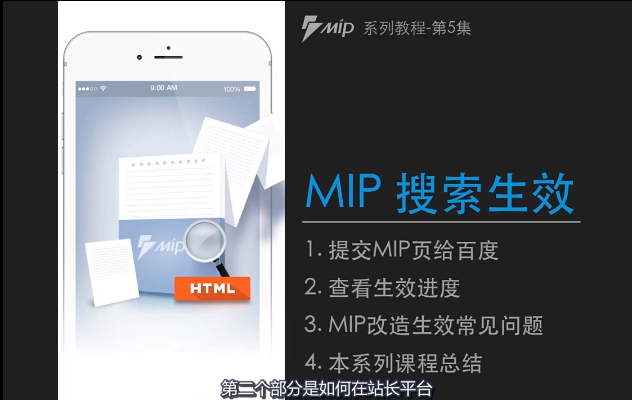 mip 系列教程-第5集
9:00 AM
100%
MIP 搜索生效
1. 提交MIP页给百度
2. 查看生效进度
3. MIP改造生效常见问题
4. 本系列课程总结
mip
HTML
第二个部分是如何在站长平台